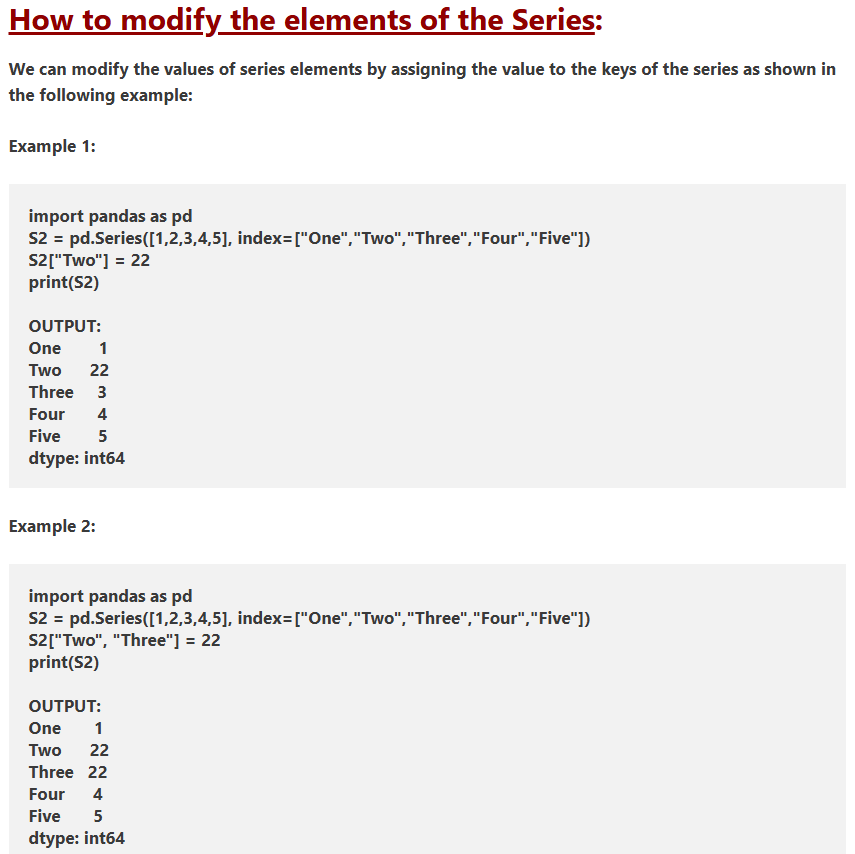 How to modify the elements of the Series:
We can modify the values of series elements by assigning the value to the keys of the series as shown in
the following example:
Example 1:
import pandas as pd
S2 = pd.Series([1,2,3,4,5], index=["One","Two","Three","Four","Five"])
S2["Two"] = 22
print(S2)
OUTPUT:
One 1
Two 22
Three 3
Four 4
Five 5
dtype: int64
Example 2:
import pandas as pd
S2 = pd.Series([1,2,3,4,5], index=["One","Two","Three","Four","Five"])
S2["Two", "Three"] = 22
print(S2)
OUTPUT:
One 1
Two 22
Three 22
Four 4
Five 5
dtype: int64